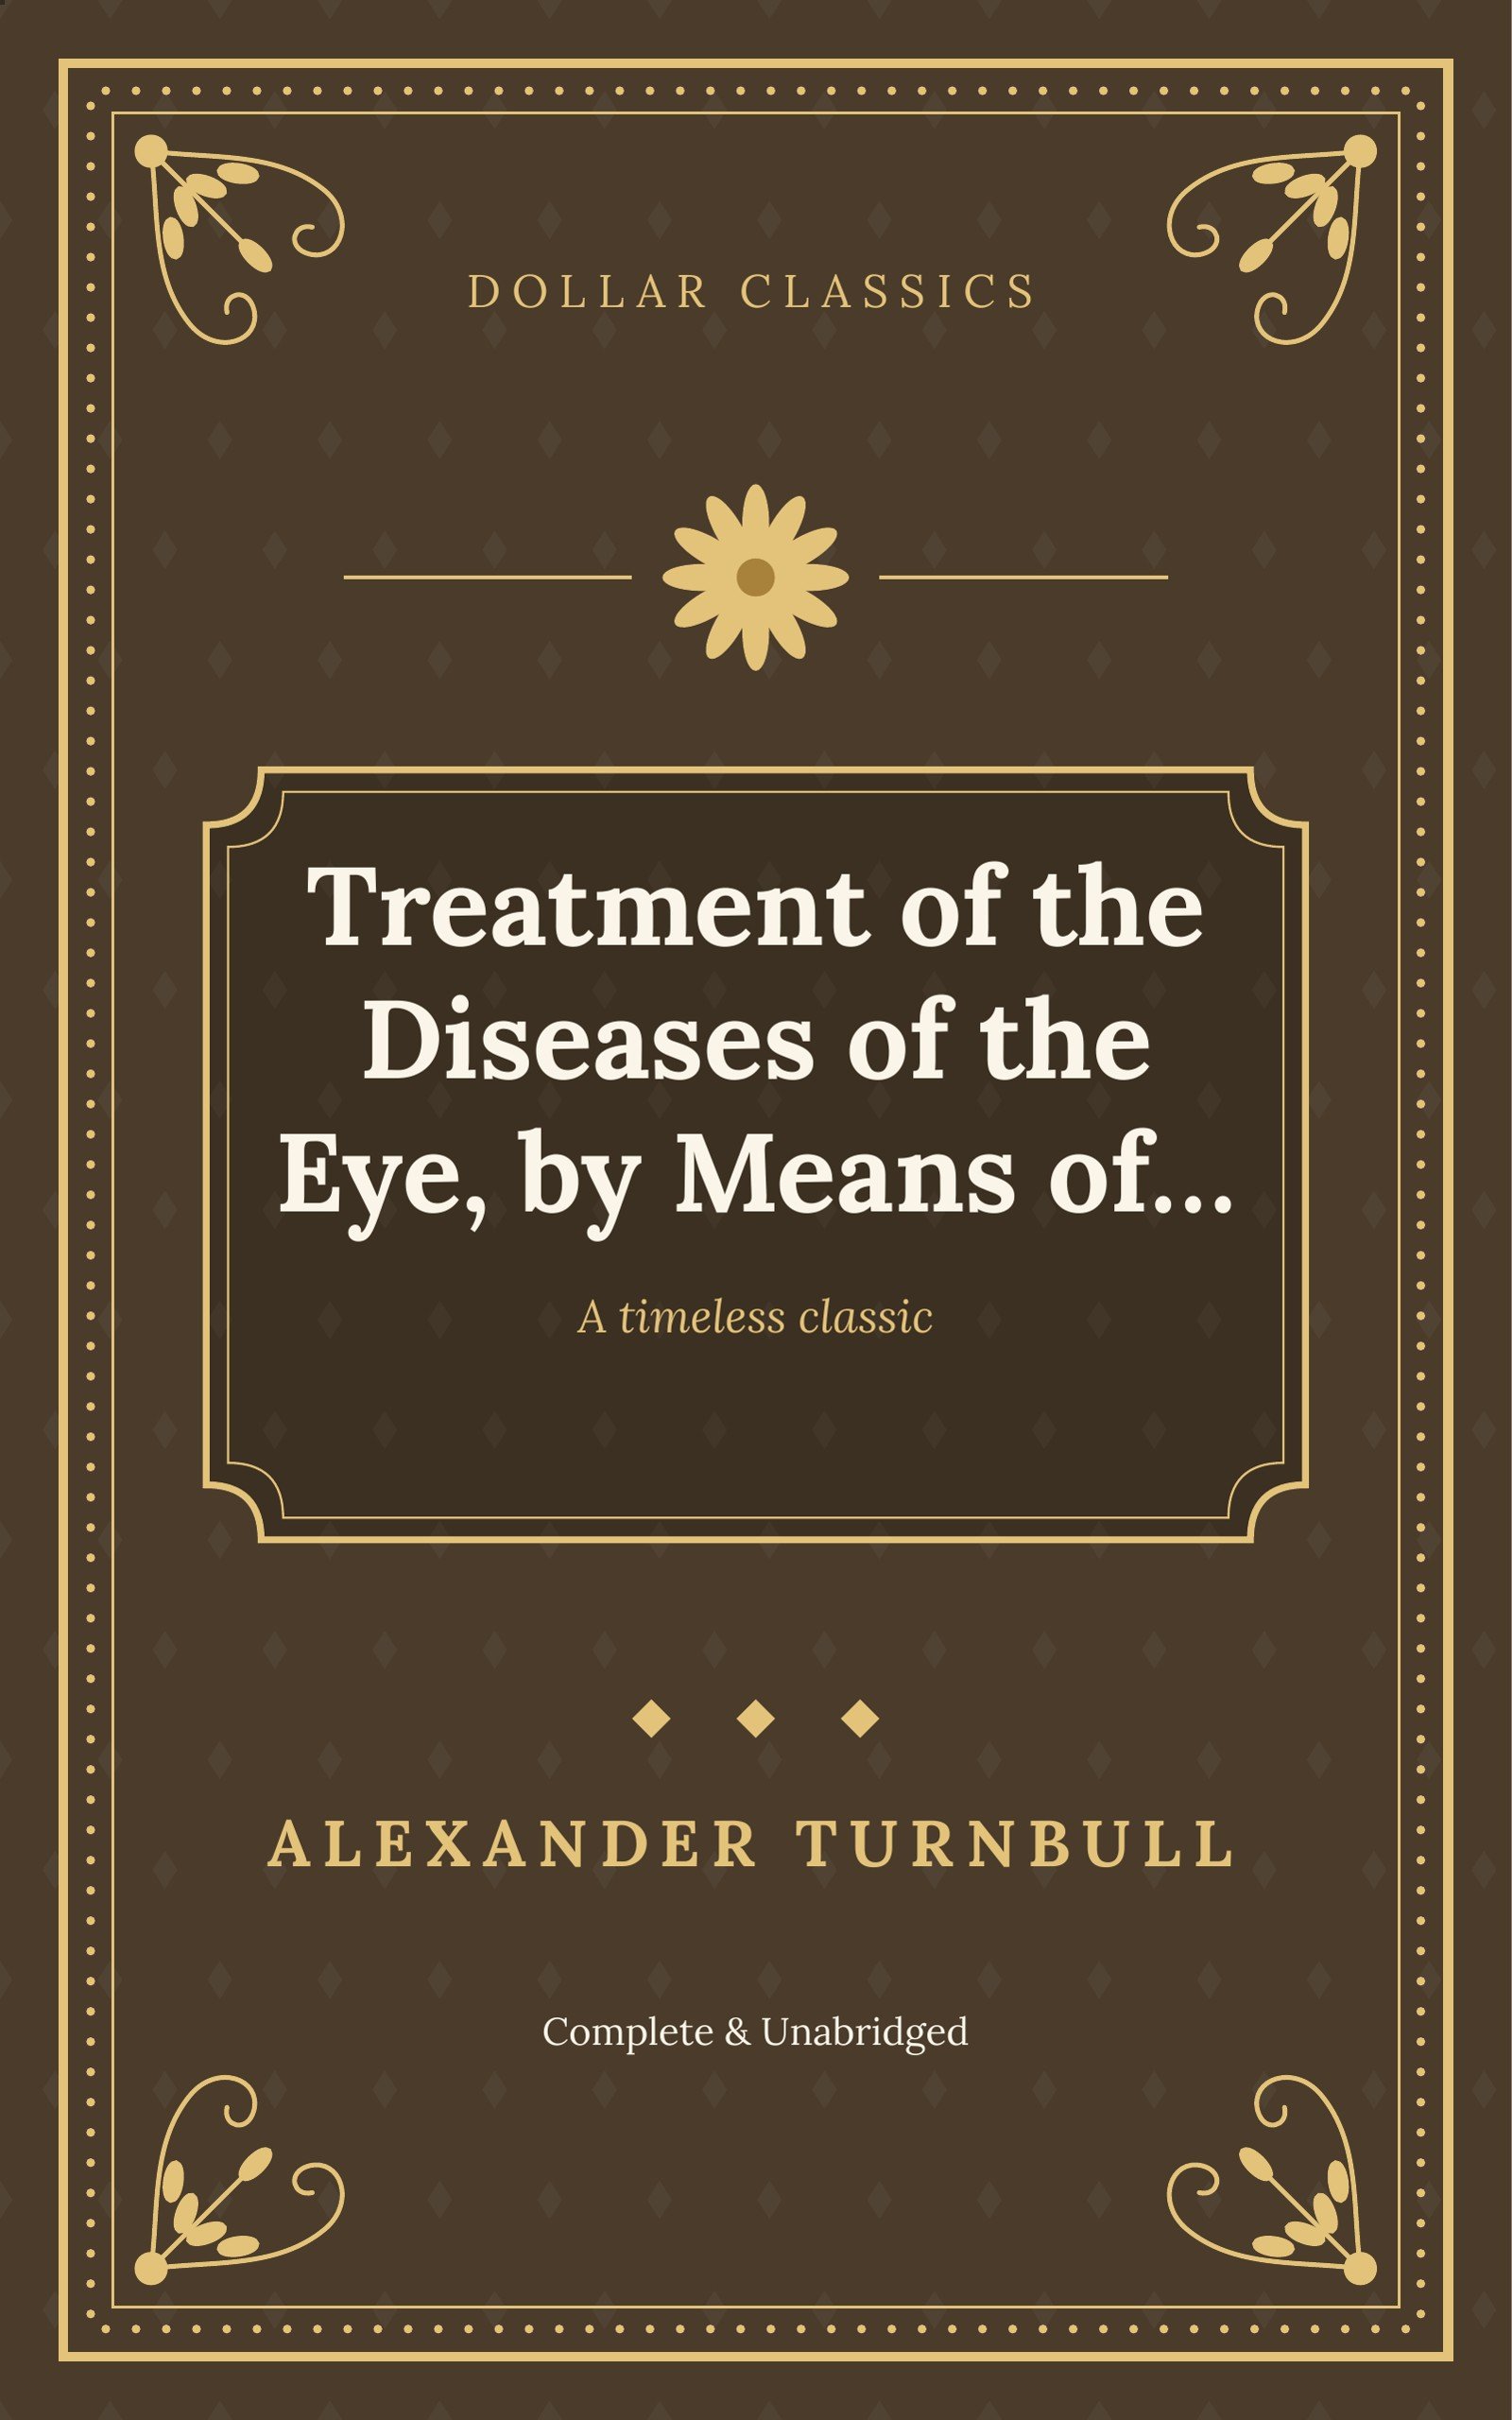 DOLLAR CLASSICS
Treatment of the
Diseases of the
Eye, by Means of...
A timeless classic
ALEXANDER TURNBULL
Complete & Unabridged